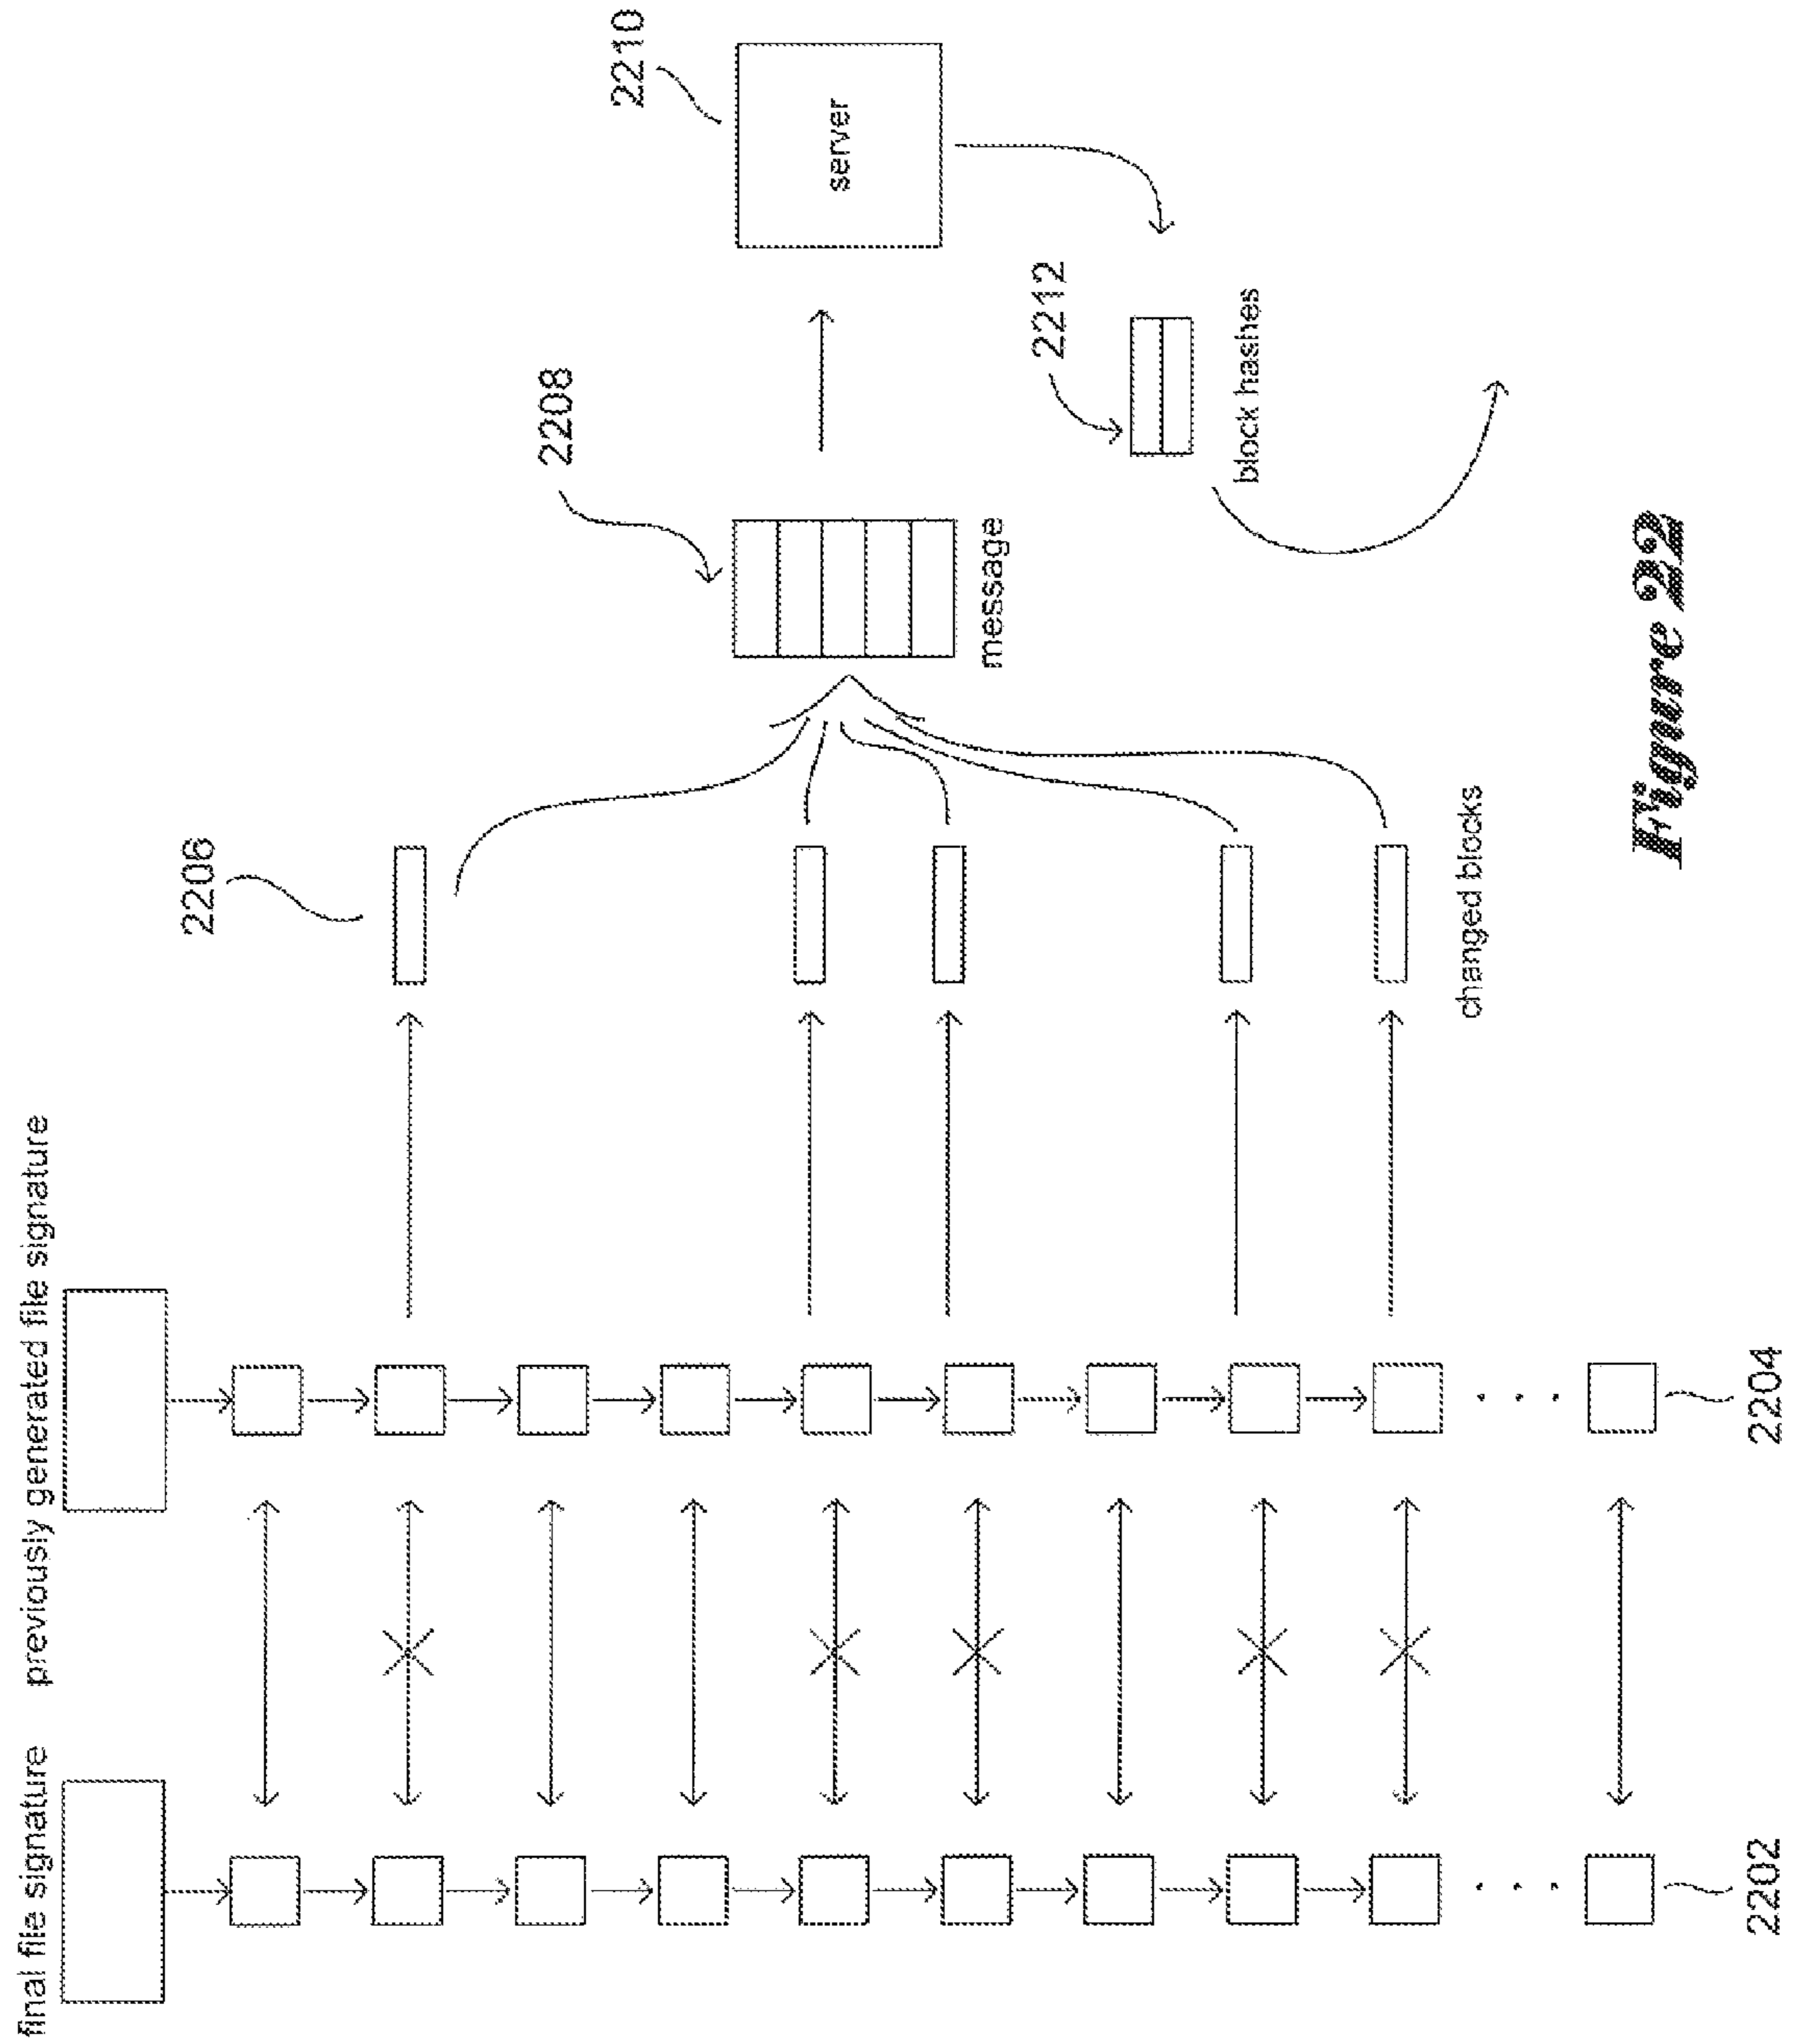 final file signature
previously generated file signature
2206
2208
2210
server
message
2212
block hashes
changed blocks
2202
2204
Figure 22